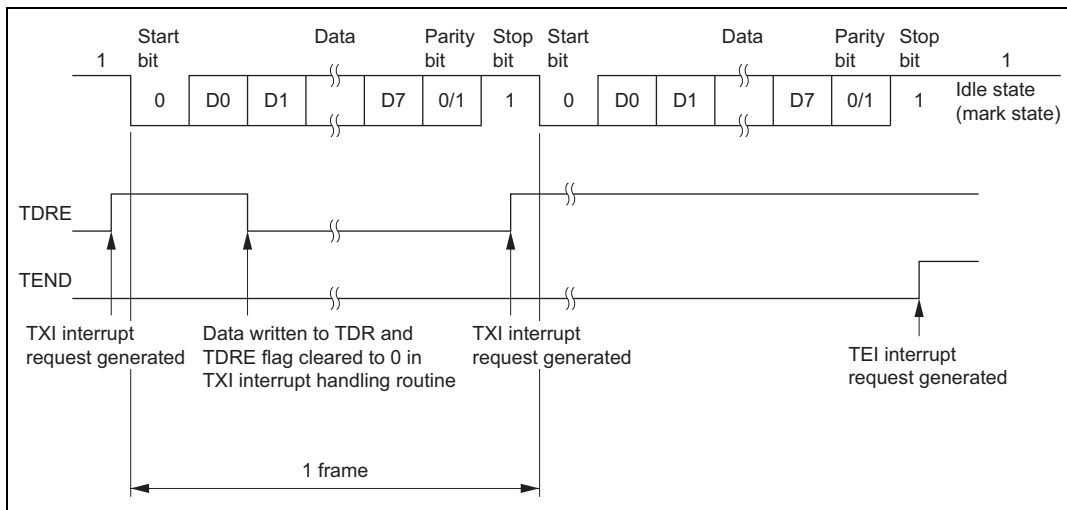 Start Data Parity Stop Start Data Parity Stop
1 bit bit bit bit bit bit 1
0 D0 D1 D7 0/1 1 0 D0 D1 D7 0/1 1 Idle state
(mark state)
TDRE
TEND
TXI interrupt
request generated
Data written to TDR and
TDRE flag cleared to 0 in
TXI interrupt handling routine
TXI interrupt
request generated
TEI interrupt
request generated
1 frame